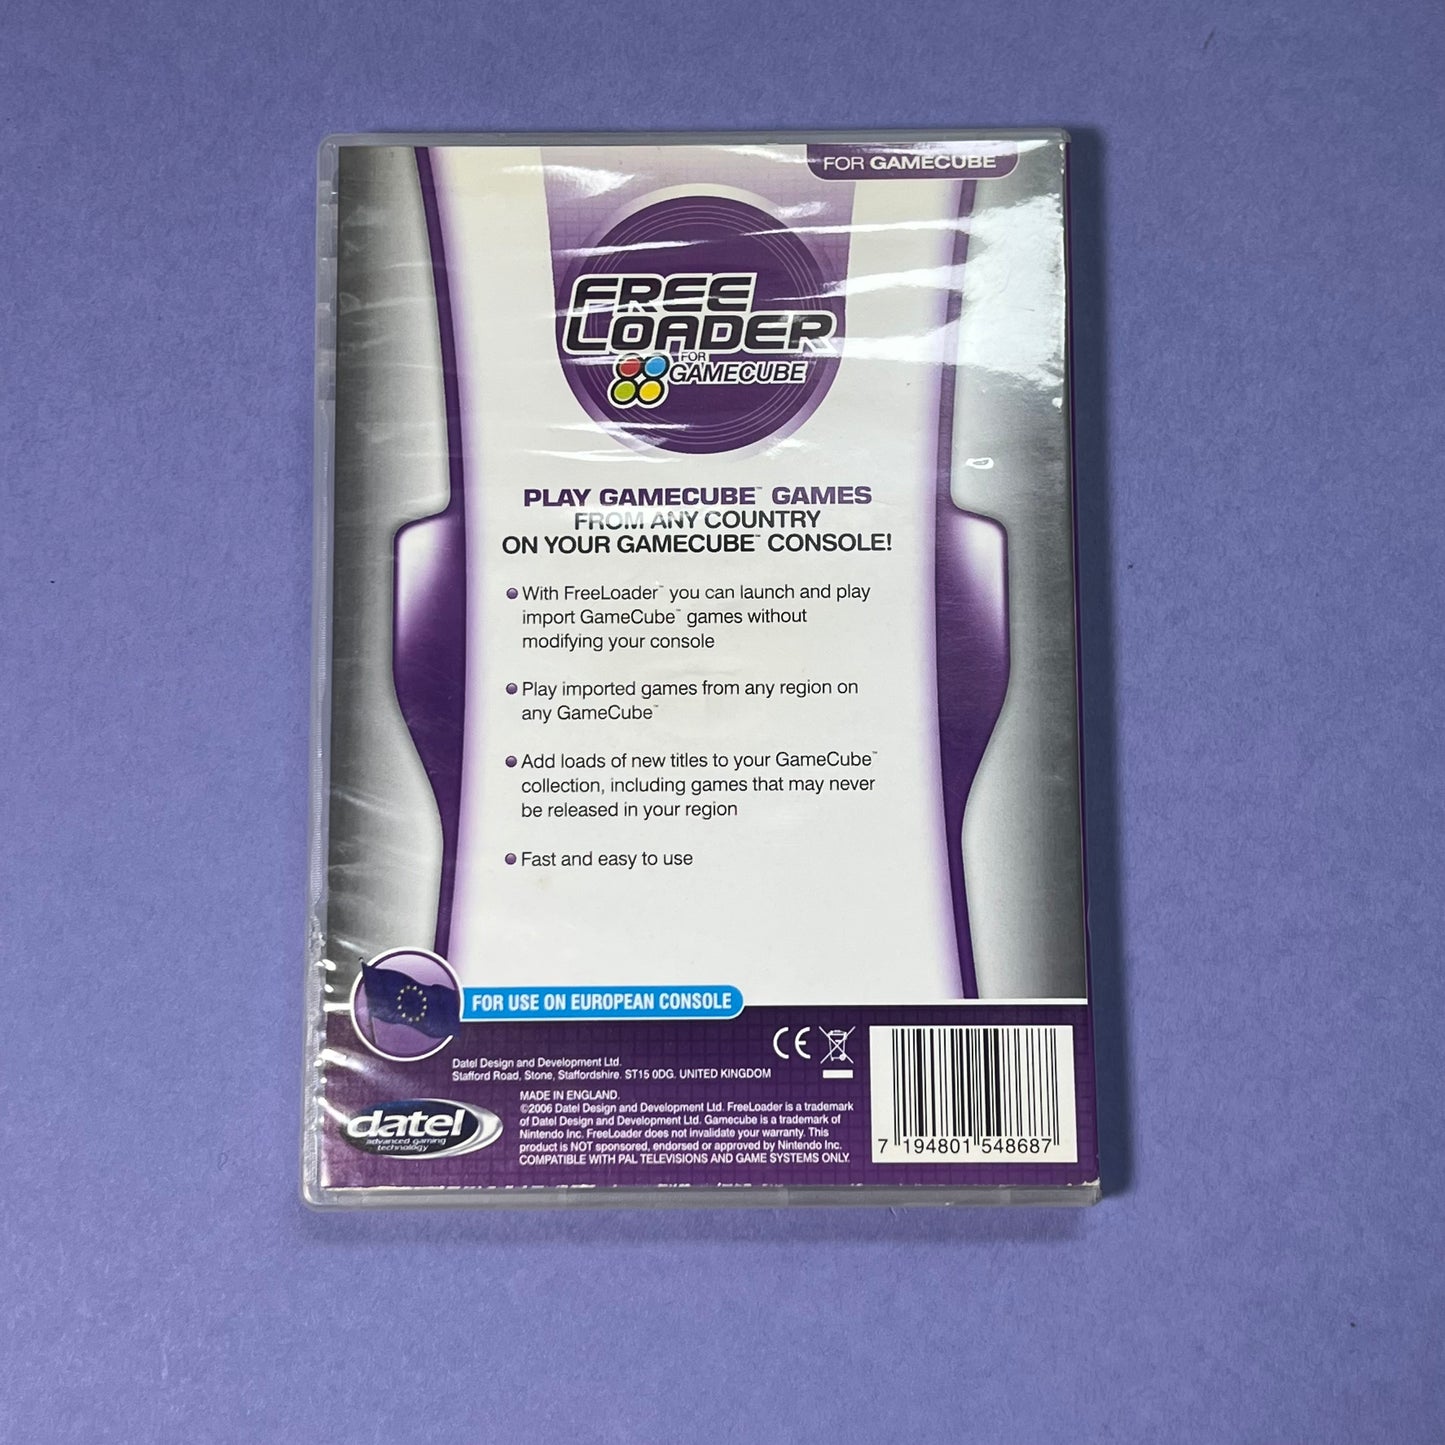 FOR GAMECUBE™
FREE
LOADER
FOR
GAMECUBE
PLAY GAMECUBE™ GAMES
FROM ANY COUNTRY
ON YOUR GAMECUBE™ CONSOLE!
With FreeLoader™ you can launch and play
import GameCube™ games without
modifying your console
Play imported games from any region on
any GameCube™
Add loads of new titles to your GameCube™
collection, including games that may never
be released in your region
Fast and easy to use
FOR USE ON EUROPEAN CONSOLE
CE
Datel Design and Development Ltd.
Stafford Road, Stone, Staffordshire. ST15 0DG. UNITED KINGDOM
MADE IN ENGLAND.
©2006 Datel Design and Development Ltd. FreeLoader is a trademark
of Datel Design and Development Ltd. Gamecube is a trademark of
Nintendo Inc. FreeLoader does not invalidate your warranty. This
product is NOT sponsored, endorsed or approved by Nintendo Inc.
COMPATIBLE WITH PAL TELEVISIONS AND GAME SYSTEMS ONLY.
datel
advanced gaming
technology
7 194801 548687